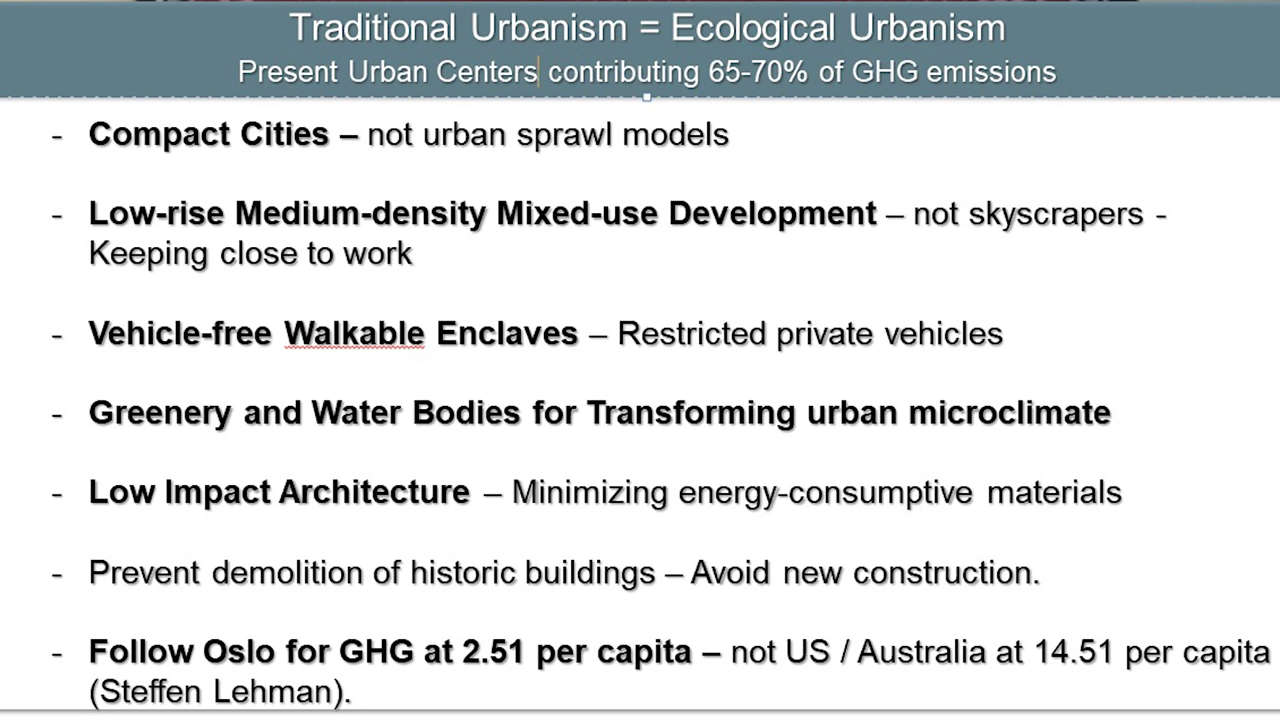 Traditional Urbanism = Ecological Urbanism
Present Urban Centers contributing 65-70% of GHG emissions
- Compact Cities – not urban sprawl models
- Low-rise Medium-density Mixed-use Development – not skyscrapers -
Keeping close to work
- Vehicle-free Walkable Enclaves – Restricted private vehicles
- Greenery and Water Bodies for Transforming urban microclimate
- Low Impact Architecture – Minimizing energy-consumptive materials
- Prevent demolition of historic buildings – Avoid new construction.
- Follow Oslo for GHG at 2.51 per capita – not US / Australia at 14.51 per capita
(Steffen Lehman).